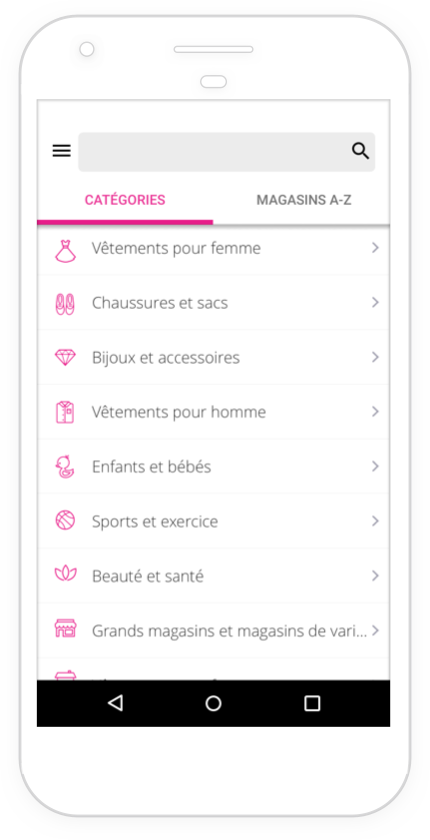 CATÉGORIES
MAGASINS A-Z
Vêtements pour femme
Chaussures et sacs
Bijoux et accessoires
Vêtements pour homme
Enfants et bébés
Sports et exercice
Beauté et santé
Grands magasins et magasins de vari...